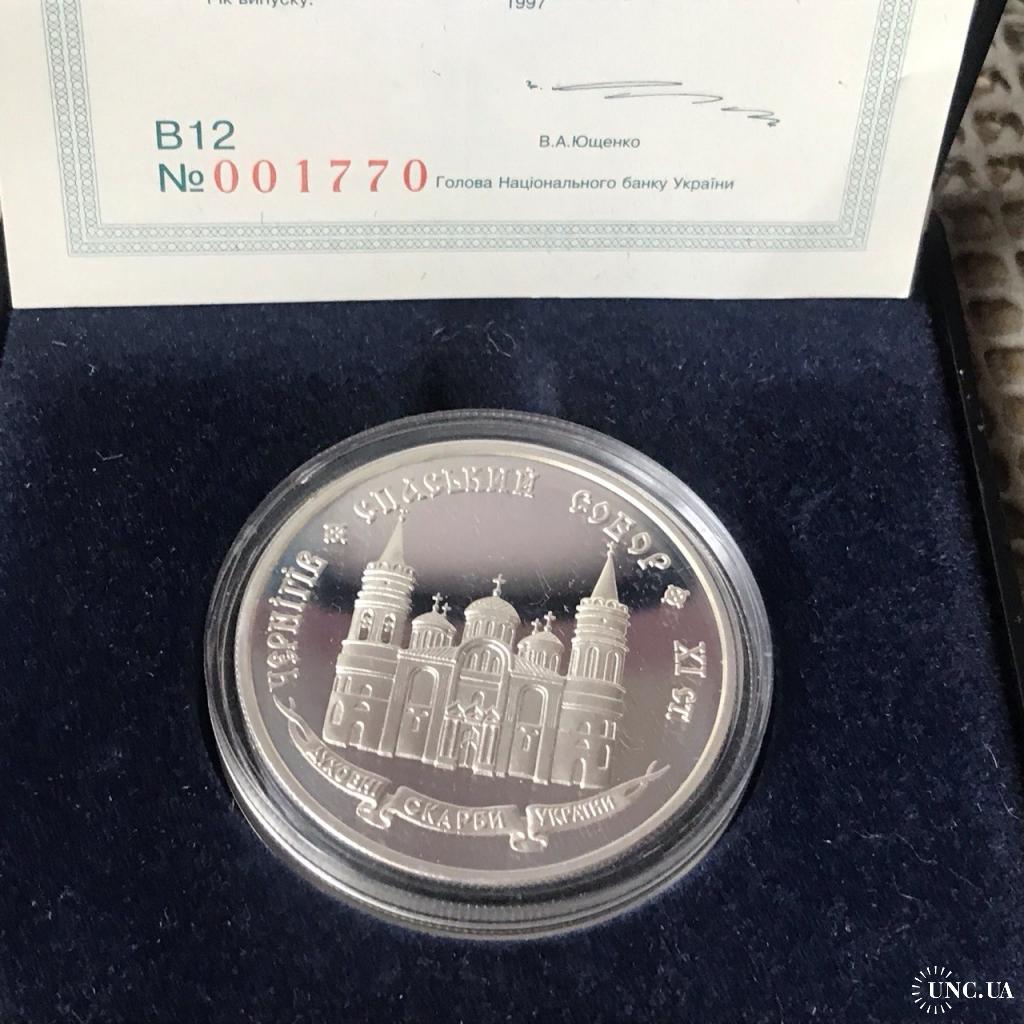 Рік випуску: 1997
В12
В.А.Ющенко
№001770 Голова Національного банку України
ЧЕРНІГІВ * СПАСЬКИЙ СОБОР * XI СТ.
ДУХОВНІ СКАРБИ УКРАЇНИ
UNC.UA